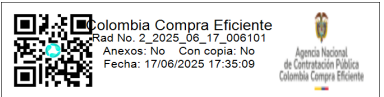 Colombia Compra Eficiente
Rad No. 2_2025_06_17_006101
Anexos: No Con copia: No
Fecha: 17/06/2025 17:35:09
Agencia Nacional
de Contratación Pública
Colombia Compra Eficiente